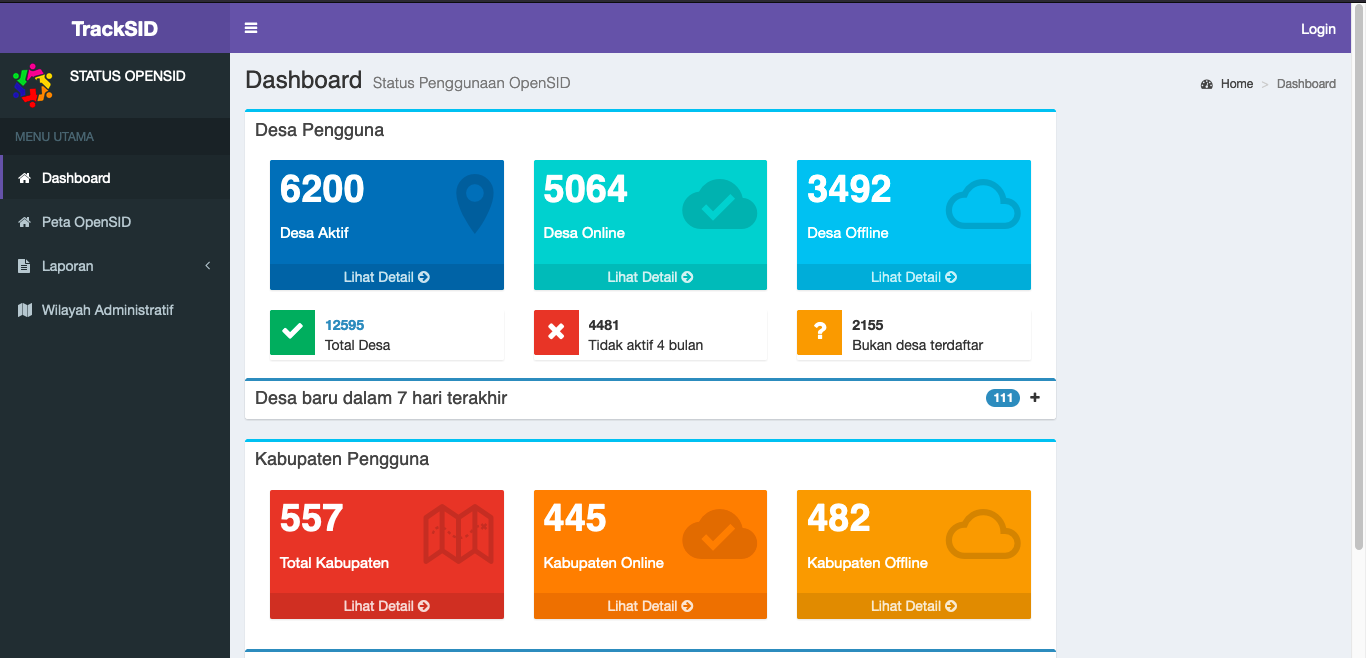 TrackSID
Login
STATUS OPENSID
Dashboard Status Penggunaan OpenSID
Home > Dashboard
MENU UTAMA
Dashboard
Peta OpenSID
Laporan
Wilayah Administratif
Desa Pengguna
6200
Desa Aktif
Lihat Detail
5064
Desa Online
Lihat Detail
3492
Desa Offline
Lihat Detail
12595
Total Desa
4481
Tidak aktif 4 bulan
?
2155
Bukan desa terdaftar
Desa baru dalam 7 hari terakhir
111 +
Kabupaten Pengguna
557
Total Kabupaten
Lihat Detail
445
Kabupaten Online
Lihat Detail
482
Kabupaten Offline
Lihat Detail